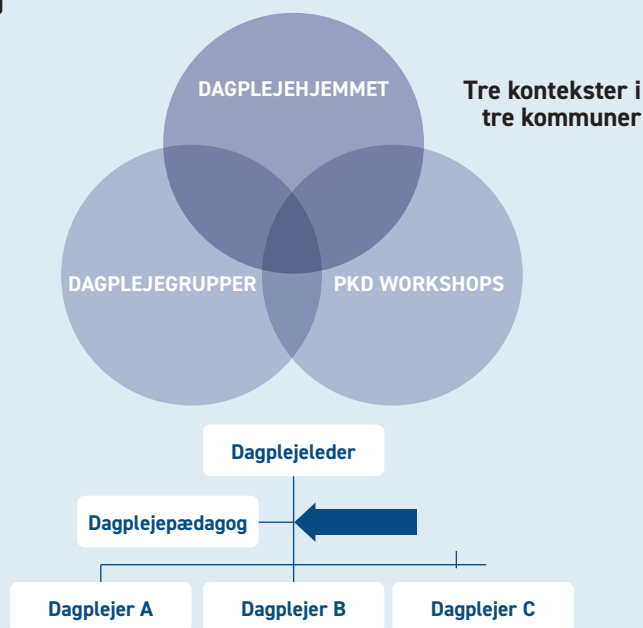 DAGPLEJEHJEMMET
Tre kontekster i
tre kommuner
DAGPLEJEGRUPPER
PKD WORKSHOPS
Dagplejeleder
Dagplejepædagog
Dagplejer A
Dagplejer B
Dagplejer C